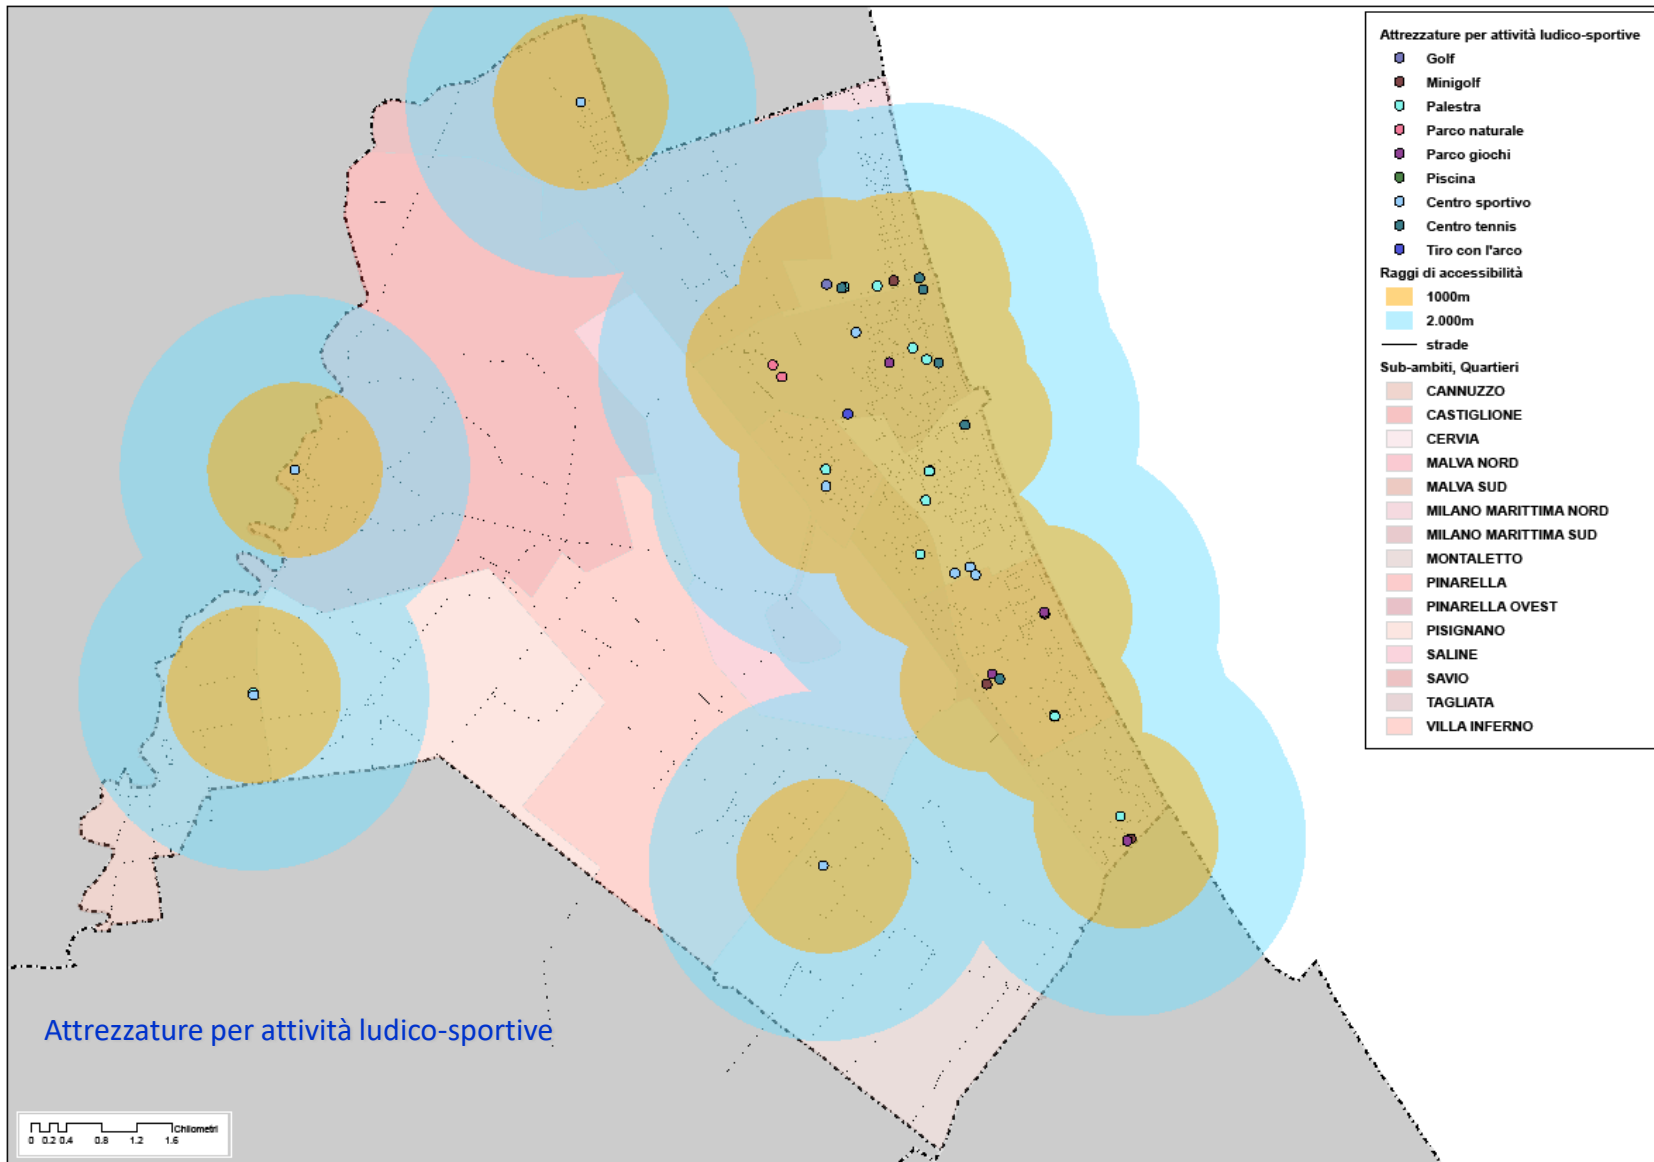 Attrezzature per attività ludico-sportive
Golf
Minigolf
Palestra
Parco naturale
Parco giochi
Piscina
Centro sportivo
Centro tennis
Tiro con l'arco
Raggi di accessibilità
1000m
2.000m
strade
Sub-ambiti, Quartieri
CANNUZZO
CASTIGLIONE
CERVIA
MALVA NORD
MALVA SUD
MILANO MARITTIMA NORD
MILANO MARITTIMA SUD
MONTALETTO
PINARELLA
PINARELLA OVEST
PISIGNANO
SALINE
SAVIO
TAGLIATA
VILLA INFERNO
Attrezzature per attività ludico-sportive
Chilometri
0 0.2 0.4 0.8 1.2 1.6